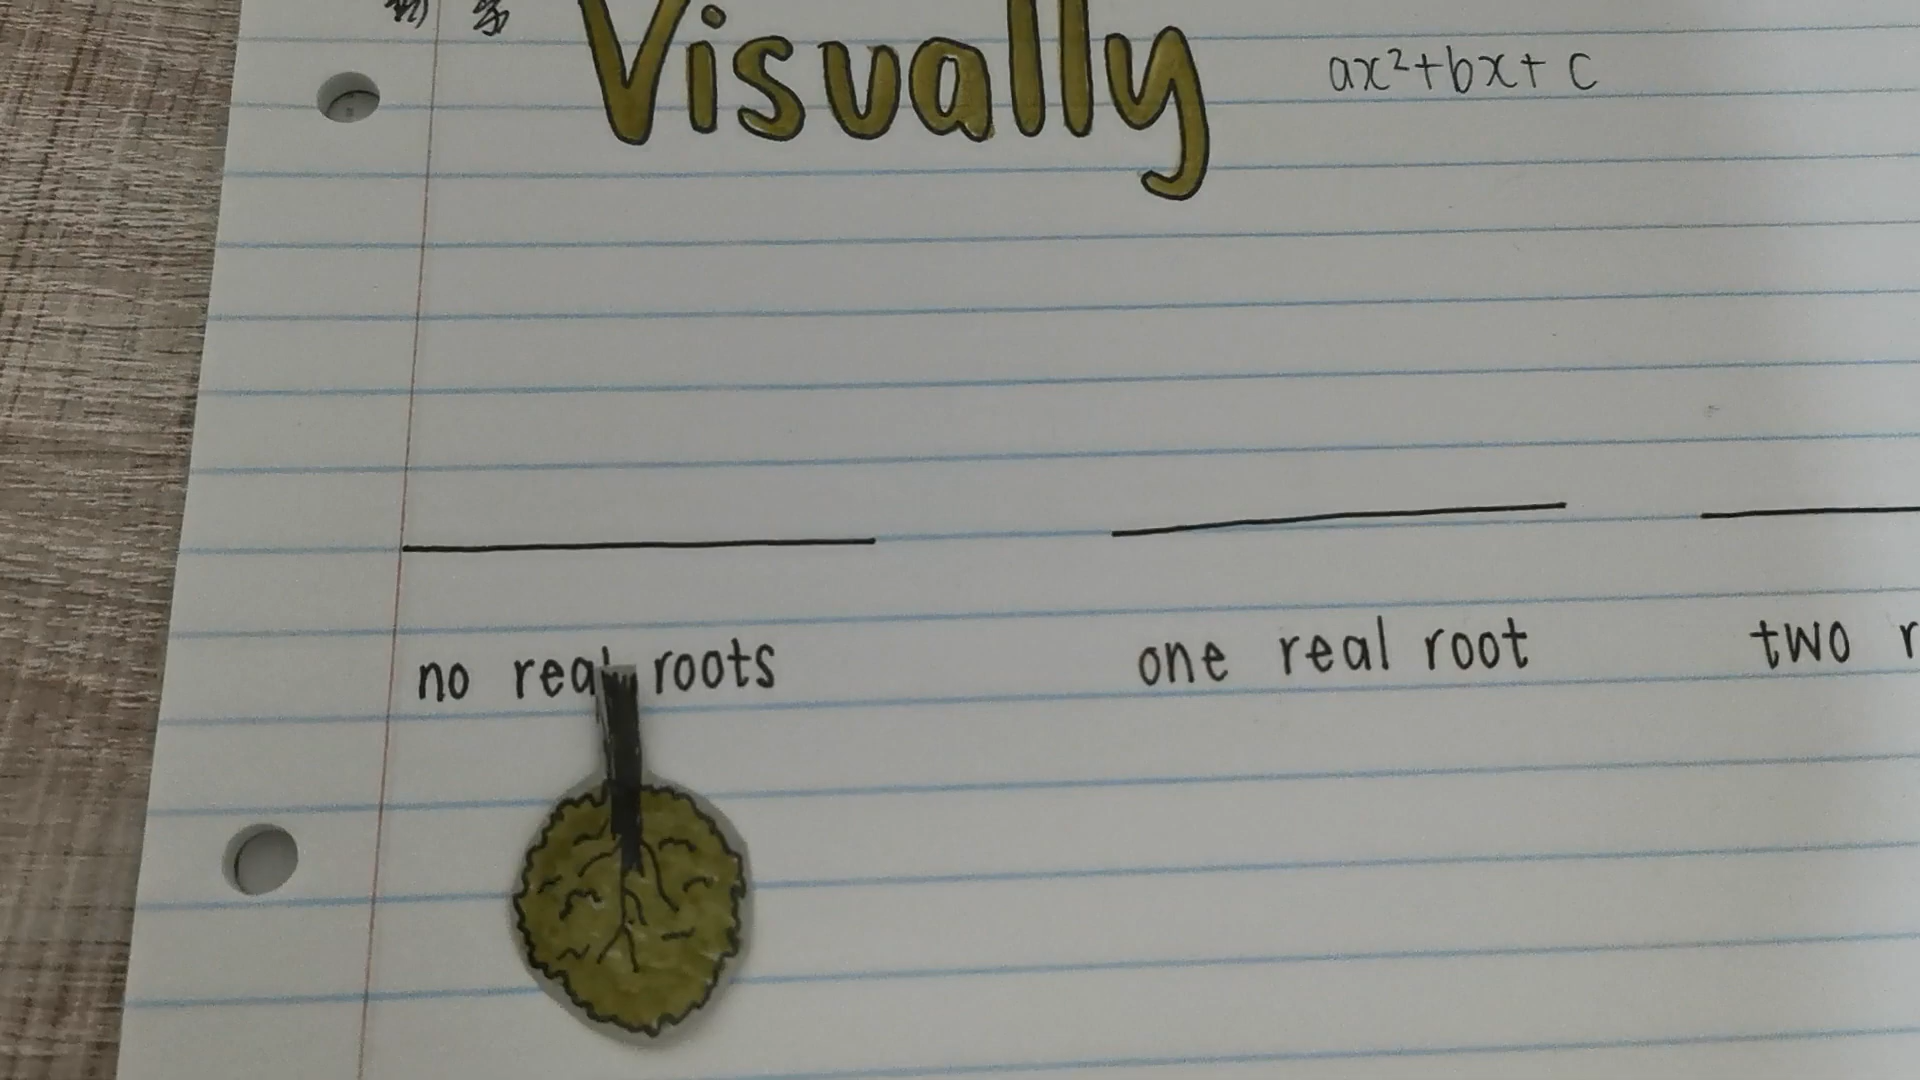 Visually
ax²+bx+ c
no real roots
one real root
two r